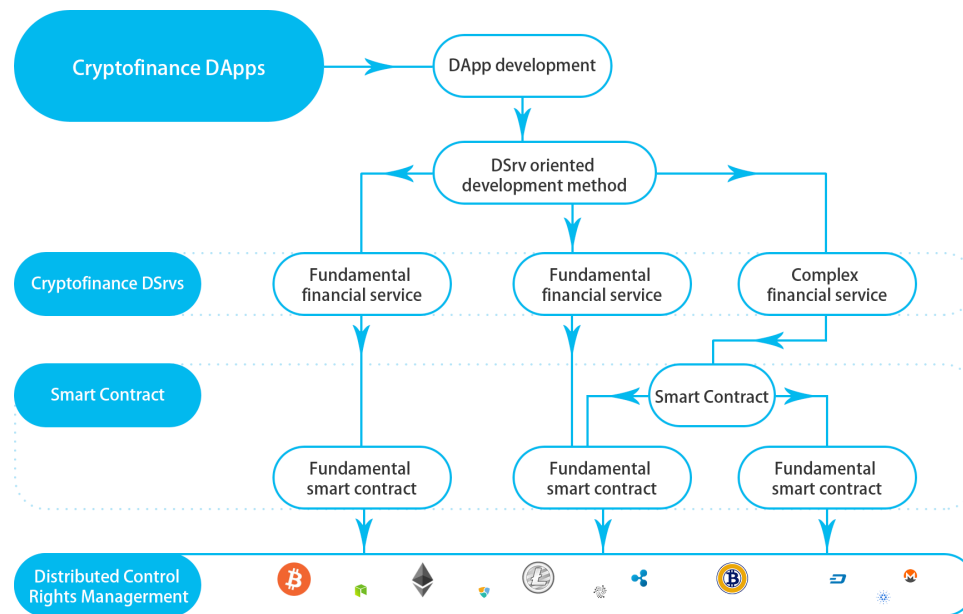 Cryptofinance DApps
DApp development
DSrv oriented
development method
Cryptofinance DSrvs
Fundamental
financial service
Fundamental
financial service
Complex
financial service
Smart Contract
Smart Contract
Fundamental
smart contract
Fundamental
smart contract
Fundamental
smart contract
Distributed Control
Rights Managerment